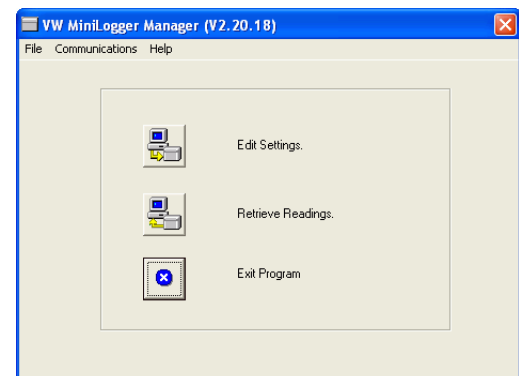 VW MiniLogger Manager (V2.20.18)
File Communications Help
Edit Settings.
Retrieve Readings.
Exit Program